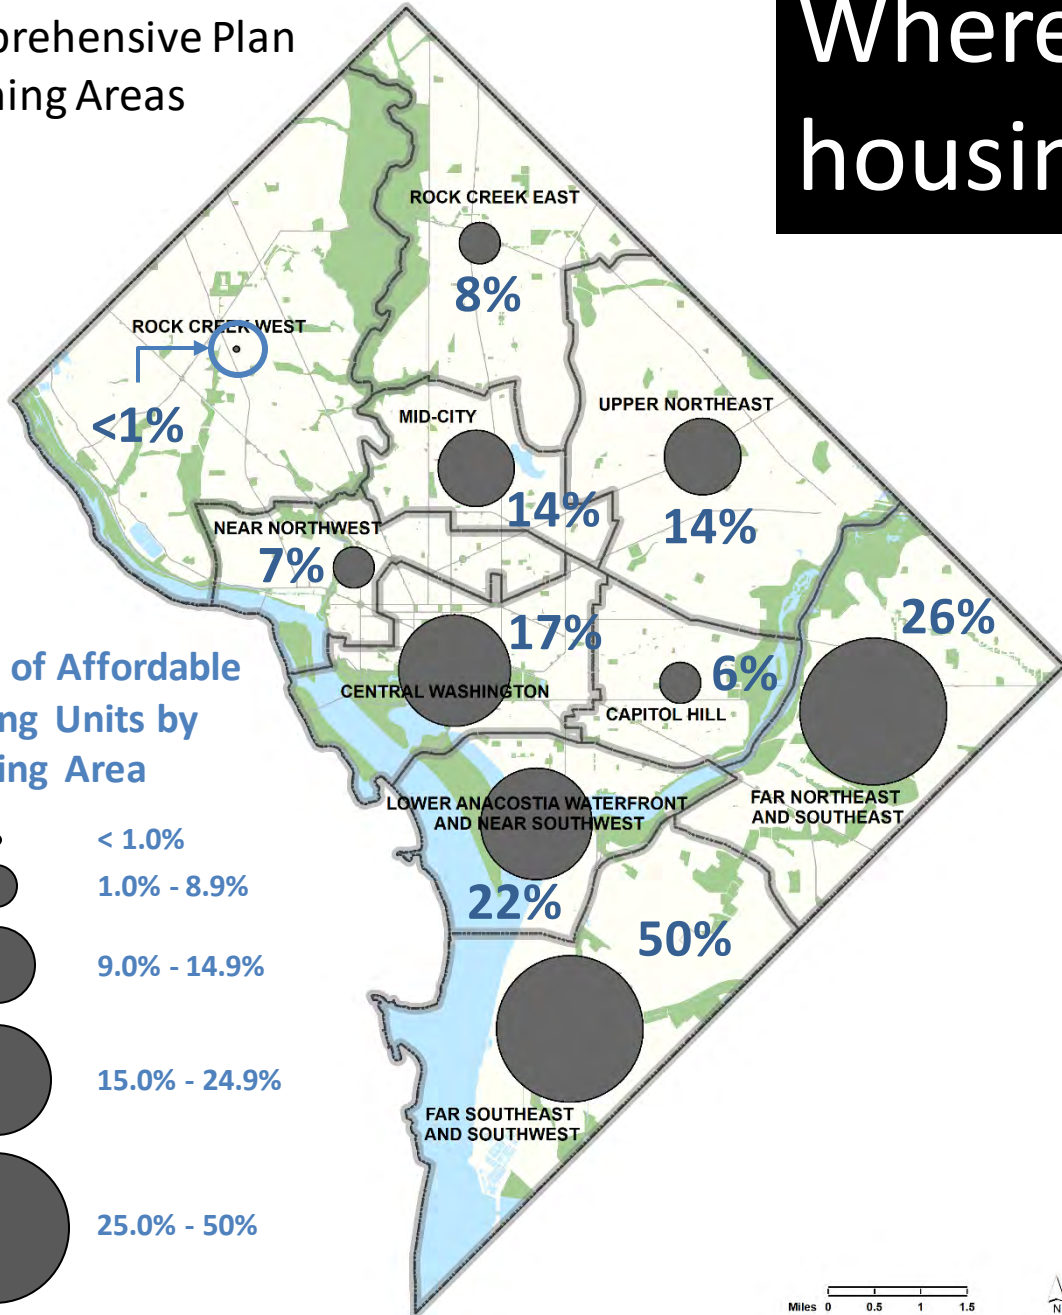 prehensive Plan
ning Areas
Where
housin
ROCK CREEK EAST
8%
ROCK CREEK WEST
<1%
MID-CITY
14%
UPPER NORTHEAST
14%
NEAR NORTHWEST
7%
17%
CENTRAL WASHINGTON
6%
CAPITOL HILL
26%
FAR NORTHEAST
AND SOUTHEAST
LOWER ANACOSTIA WATERFRONT
AND NEAR SOUTHWEST
22%
50%
FAR SOUTHEAST
AND SOUTHWEST
of Affordable
ng Units by
ing Area
< 1.0%
1.0% - 8.9%
9.0% - 14.9%
15.0% - 24.9%
25.0% - 50%
Miles 0 0.5 1 1.5
N